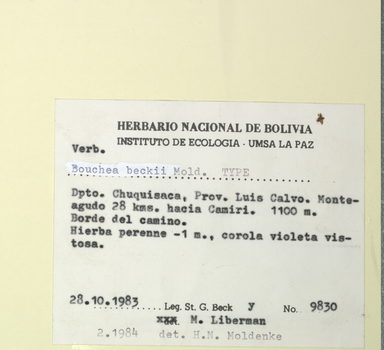 HERBARIO NACIONAL DE BOLIVIA
INSTITUTO DE ECOLOGIA - UMSA LA PAZ
Verb.
Bouchea beckii Mold. TYPE
Dpto. Chuquisaca, Prov. Luis Calvo. Monte-
agudo 28 kms. hacia Camiri. 1100 m.
Borde del camino.
Hierba perenne -1 m., corola violeta vis-
tosa.
28.10.1983 Leg. St. G. Beck y No. 9830
M. Liberman
2.1984 det. H.N. Moldenke